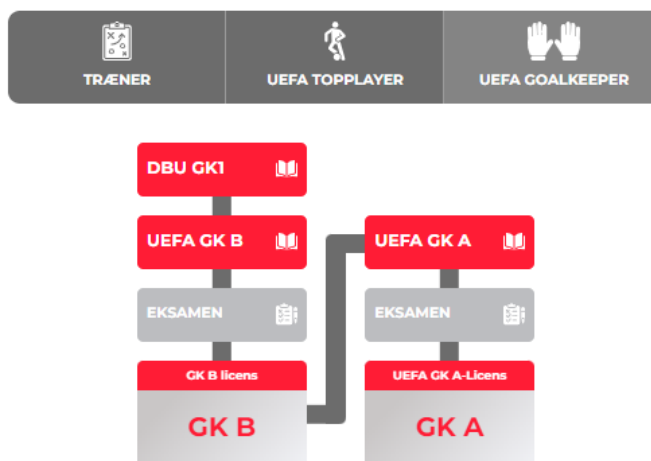 TRÆNER
UEFA TOPPLAYER
UEFA GOALKEEPER
DBU GK1
UEFA GK B
EKSAMEN
GK B licens
GK B
UEFA GK A
EKSAMEN
UEFA GK A-Licens
GK A